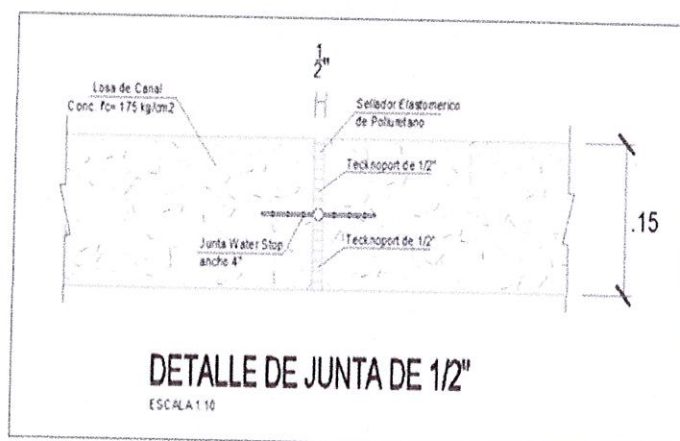 1/2"
Losa de Canal
Conc. f'c= 175 kg/cm2
Sellador Elastomerico
de Poliuretano
Tecknoport de 1/2"
.15
Junta Water Stop
ancho 4"
Tecknoport de 1/2"
DETALLE DE JUNTA DE 1/2"
ESCALA 1:10